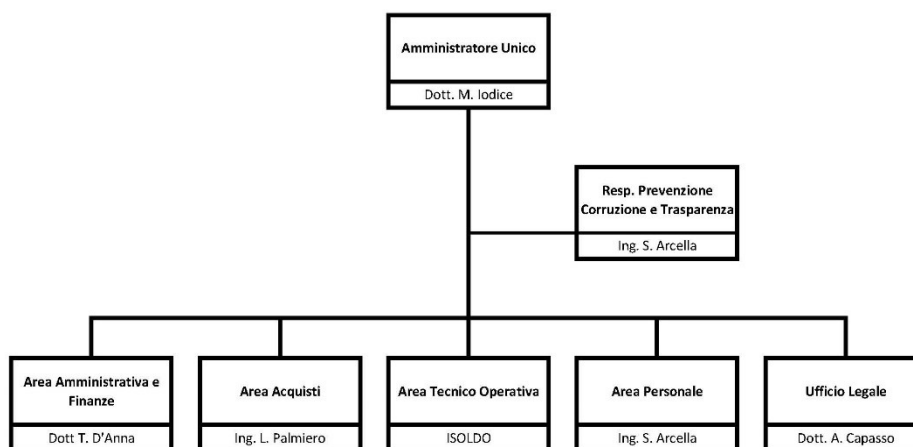 Amministratore Unico
Dott. M. Iodice
Resp. Prevenzione
Corruzione e Trasparenza
Ing. S. Arcella
Area Amministrativa e
Finanze
Dott T. D'Anna
Area Acquisti
Ing. L. Palmiero
Area Tecnico Operativa
ISOLDO
Area Personale
Ing. S. Arcella
Ufficio Legale
Dott. A. Capasso